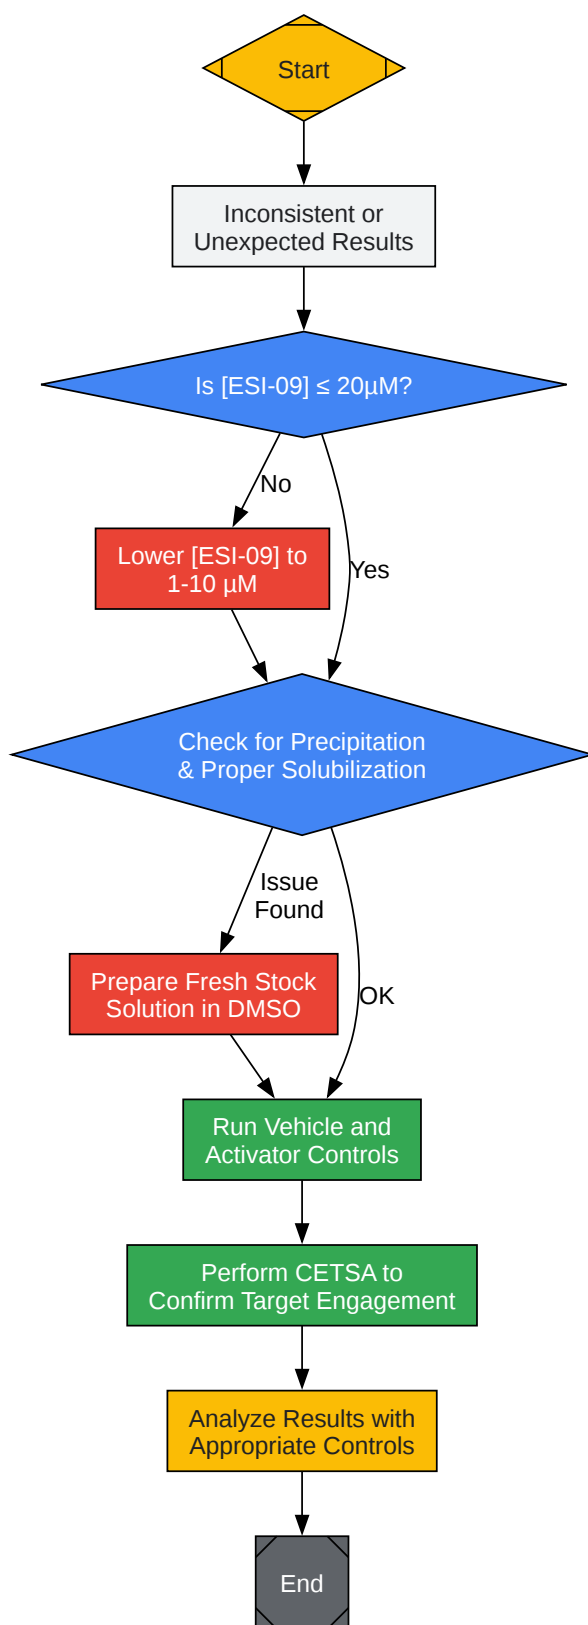 Start
Inconsistent or
Unexpected Results
Is [ESI-09] ≤ 20µM?
No
Lower [ESI-09] to
1-10 µM
Yes
Check for Precipitation
& Proper Solubilization
Issue
Found
Prepare Fresh Stock
Solution in DMSO
OK
Run Vehicle and
Activator Controls
Perform CETSA to
Confirm Target Engagement
Analyze Results with
Appropriate Controls
End